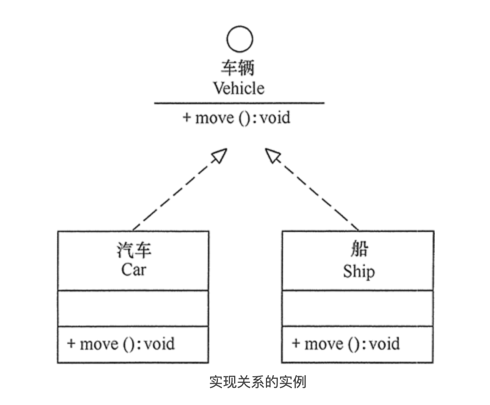 车辆
Vehicle
+ move ():void
汽车
Car
+ move ():void
船
Ship
+ move ():void
实现关系的实例